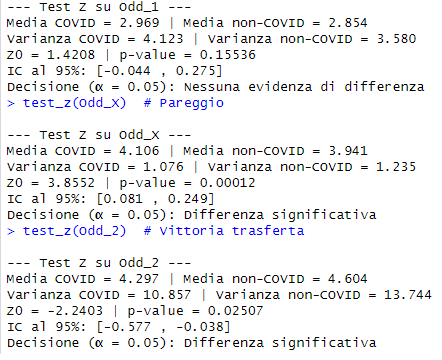 --- Test Z su Odd_1 ---
Media COVID = 2.969 | Media non-COVID = 2.854
Varianza COVID = 4.123 | Varianza non-COVID = 3.580
Z0 = 1.4208 | p-value = 0.15536
IC al 95%: [-0.044 , 0.275]
Decisione (α = 0.05): Nessuna evidenza di differenza
> test_z(Odd_X)  # Pareggio

--- Test Z su Odd_X ---
Media COVID = 4.106 | Media non-COVID = 3.941
Varianza COVID = 1.076 | Varianza non-COVID = 1.235
Z0 = 3.8552 | p-value = 0.00012
IC al 95%: [0.081 , 0.249]
Decisione (α = 0.05): Differenza significativa
> test_z(Odd_2)  # Vittoria trasferta

--- Test Z su Odd_2 ---
Media COVID = 4.297 | Media non-COVID = 4.604
Varianza COVID = 10.857 | Varianza non-COVID = 13.744
Z0 = -2.2403 | p-value = 0.02507
IC al 95%: [-0.577 , -0.038]
Decisione (α = 0.05): Differenza significativa